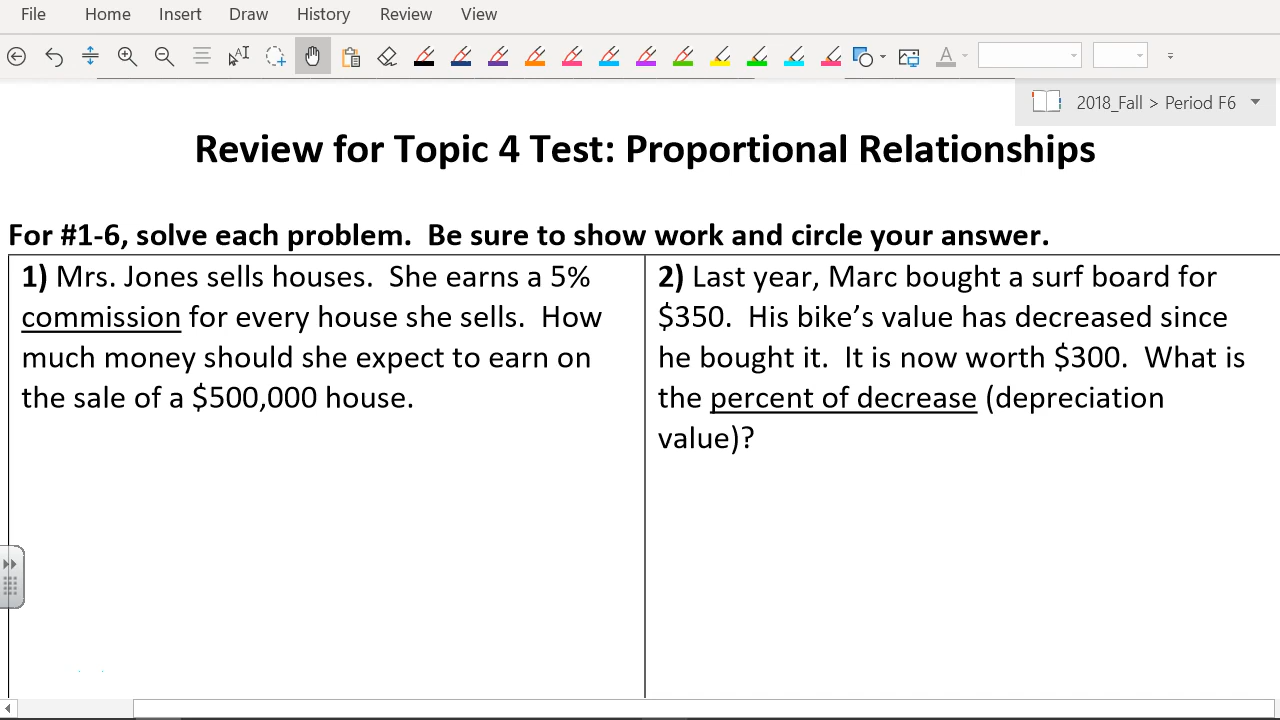 File Home Insert Draw History Review View
A
2018_Fall > Period F6
Review for Topic 4 Test: Proportional Relationships
For #1-6, solve each problem.  Be sure to show work and circle your answer.
1) Mrs. Jones sells houses.  She earns a 5%
commission for every house she sells.  How
much money should she expect to earn on
the sale of a $500,000 house.
2) Last year, Marc bought a surf board for
$350.  His bike’s value has decreased since
he bought it.  It is now worth $300.  What is
the percent of decrease (depreciation
value)?